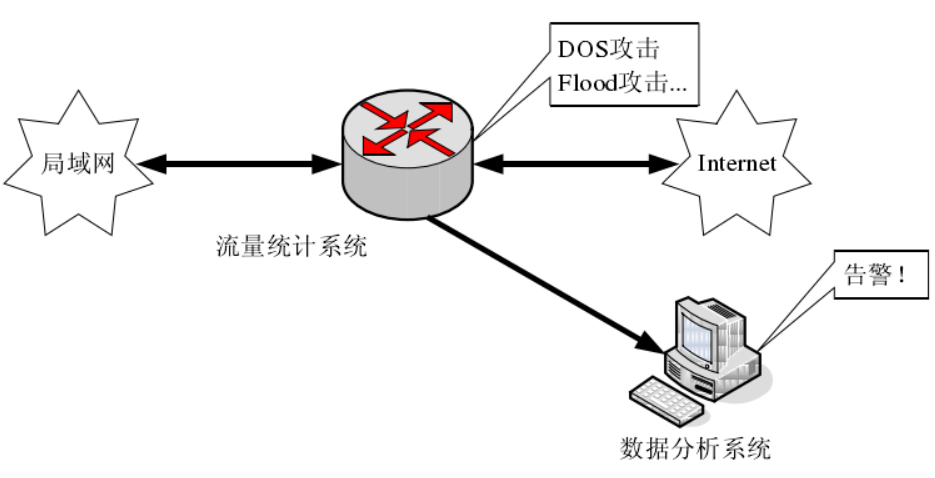 DOS攻击
Flood攻击...
局域网
Internet
流量统计系统
告警！
数据分析系统